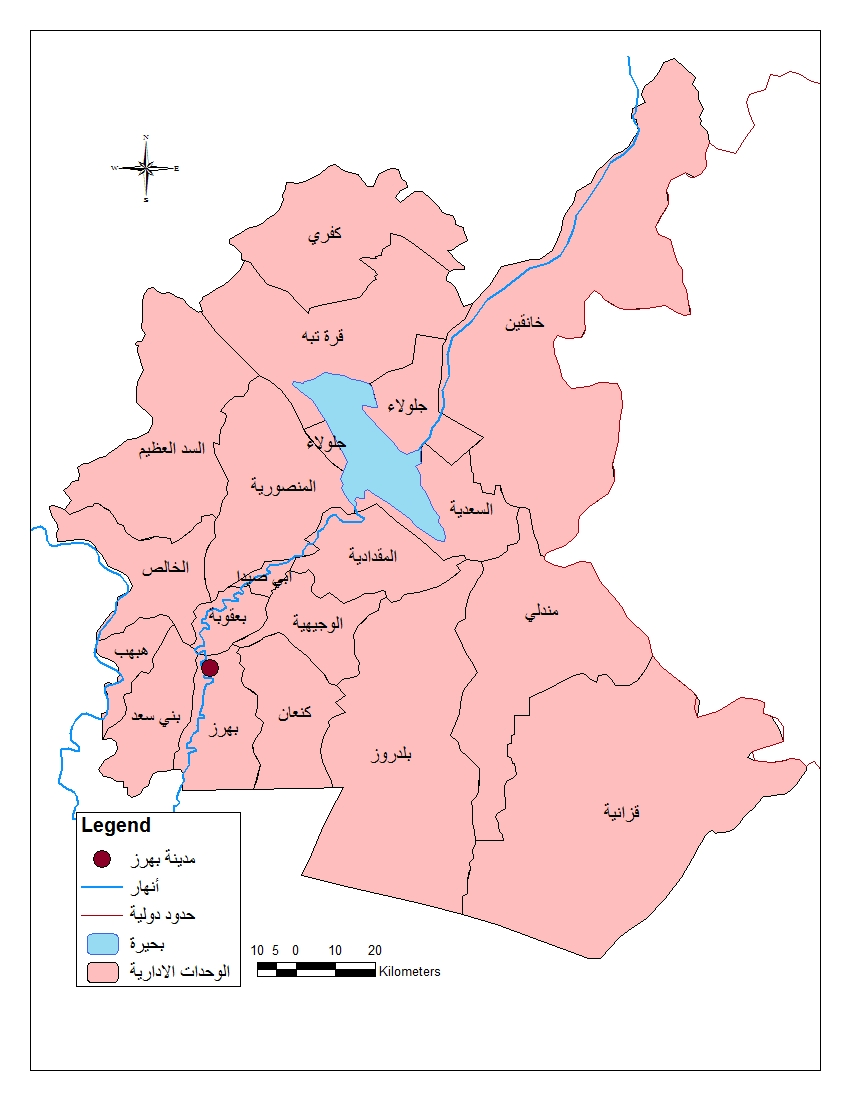 N
W E
S
كفري
خانقين
قرة تبه
جلولاء
جلولاء
السد العظيم
المنصورية
السعدية
المقدادية
الخالص
ابي صيدا
مندلي
بعقوبة
الوجيهية
هبهب
بني سعد
كنعان
بهرز
بلدروز
قزانية
Legend
مدينة بهرز
أنهار
حدود دولية
بحيرة
الوحدات الادارية
10 5 0 10 20
Kilometers